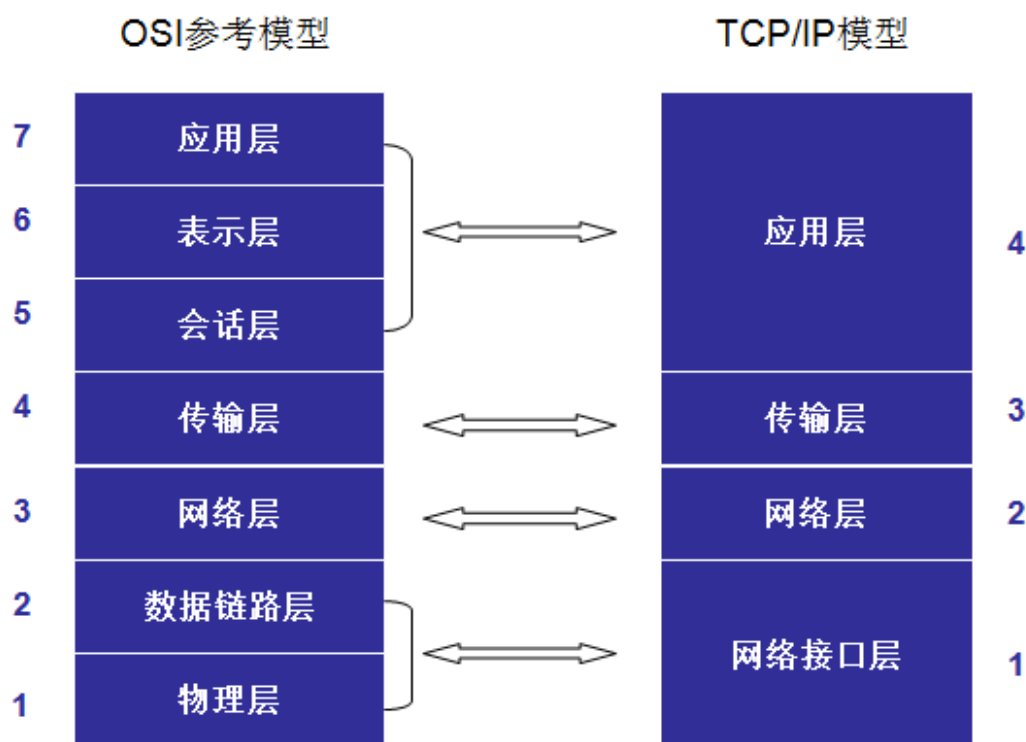 OSI参考模型
TCP/IP模型
7
应用层
6
表示层
5
会话层
应用层
4
4
传输层
传输层
3
3
网络层
网络层
2
2
数据链路层
1
物理层
网络接口层
1